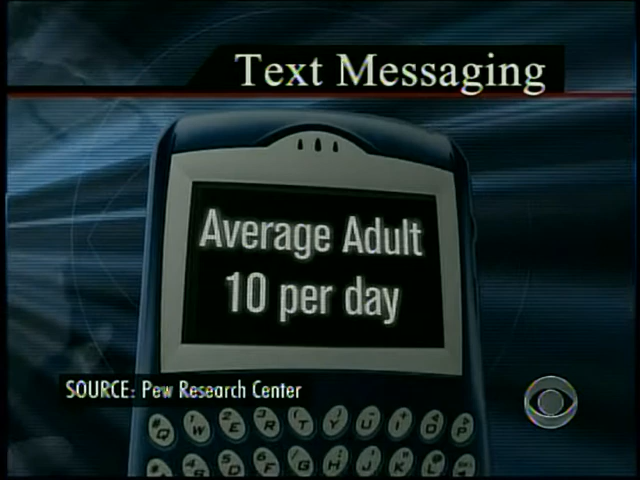 Text Messaging
Average Adult
10 per day
SOURCE: Pew Research Center
Q W E R T Y U I O P
A S D F G H J K L